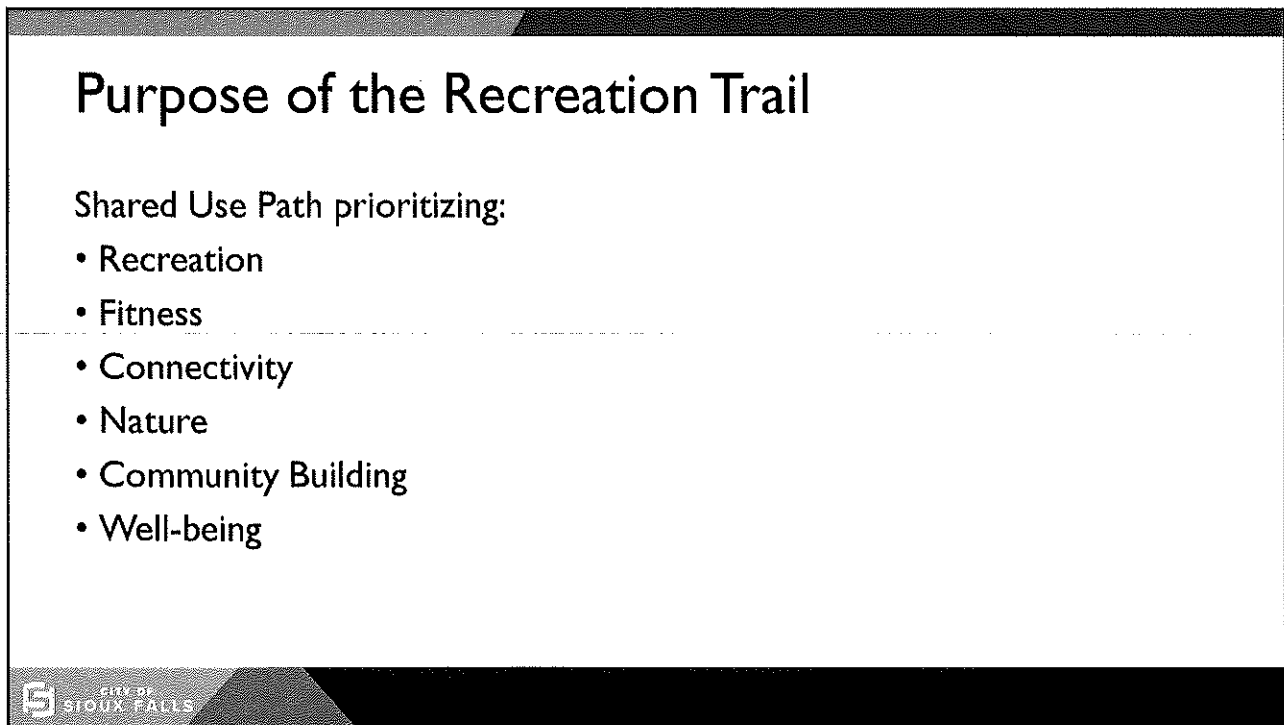 Purpose of the Recreation Trail
Shared Use Path prioritizing:
• Recreation
• Fitness
• Connectivity
• Nature
• Community Building
• Well-being
CITY OF
SIOUX FALLS